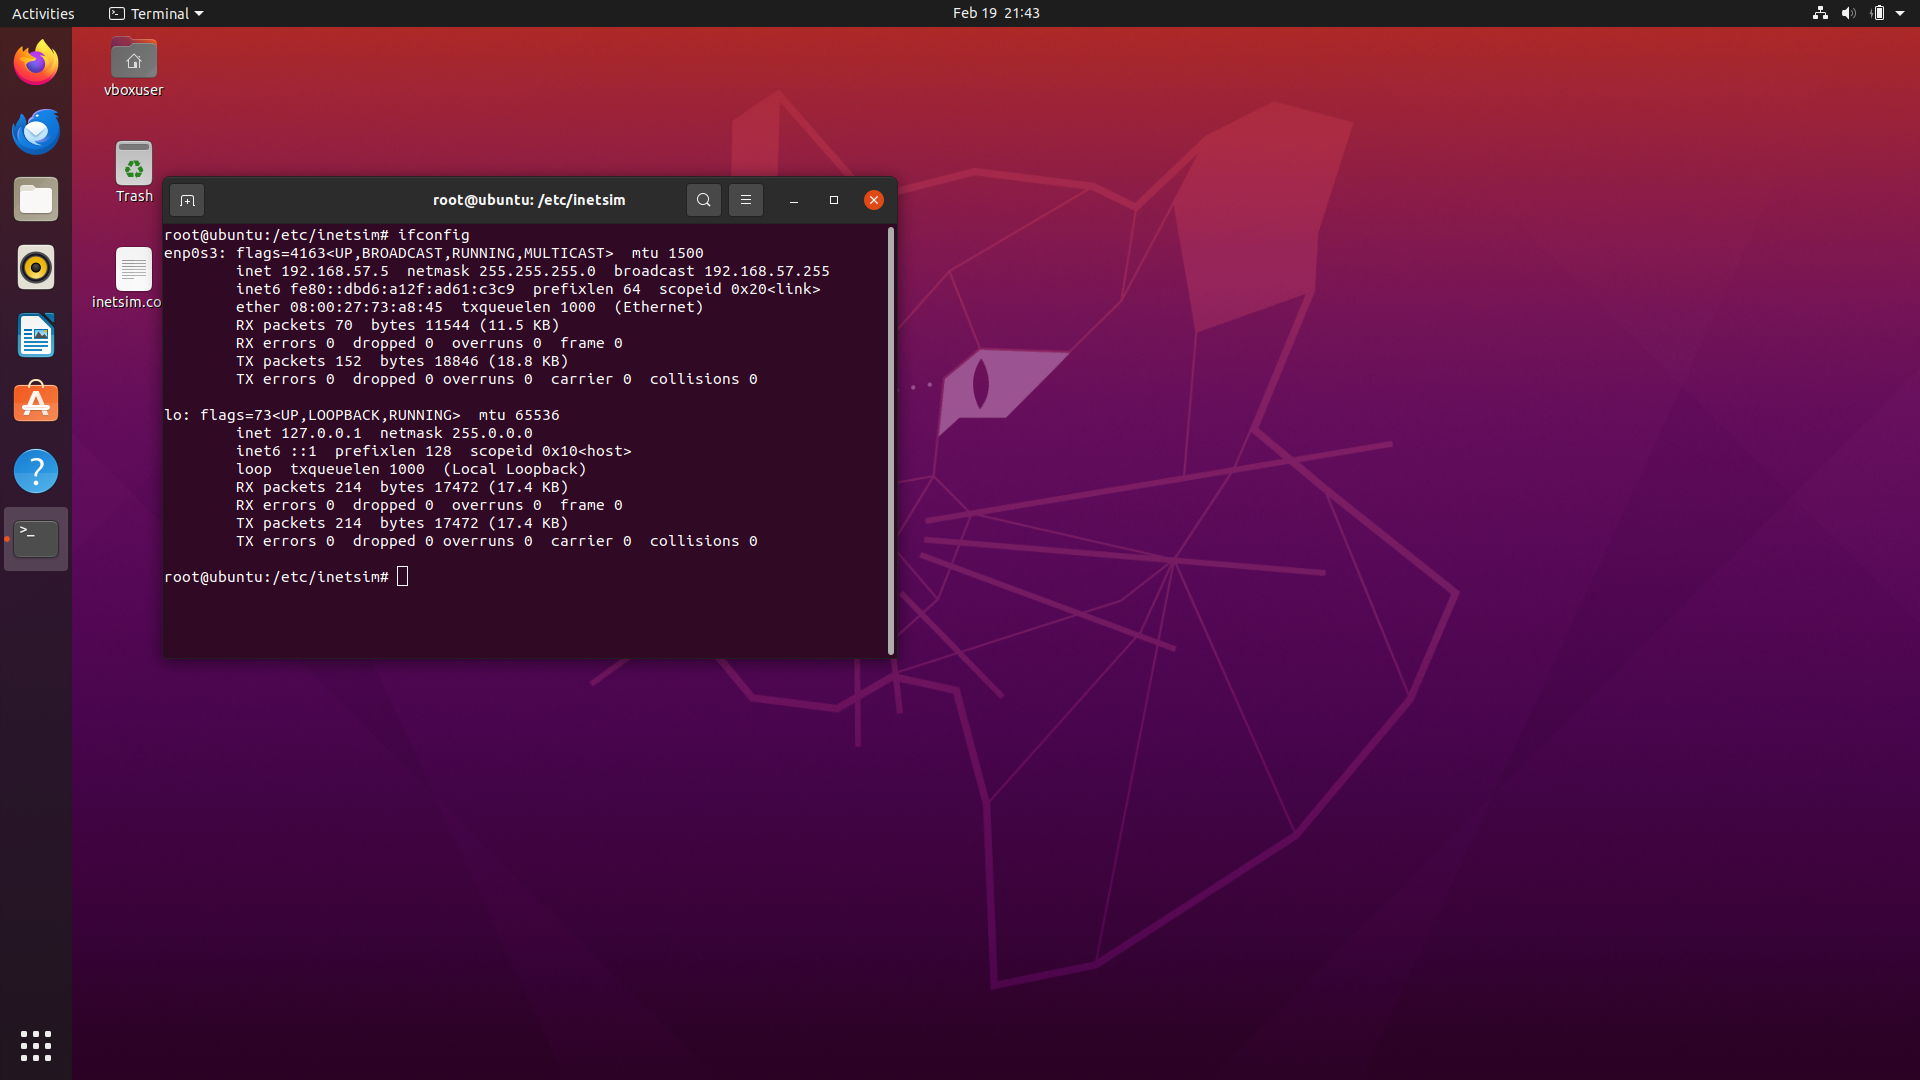 Activities
Terminal
Feb 19 21:43
vboxuser
Trash
inetsim.co
root@ubuntu: /etc/inetsim
root@ubuntu:/etc/inetsim# ifconfig
enp0s3: flags=4163<UP,BROADCAST,RUNNING,MULTICAST>  mtu 1500
        inet 192.168.57.5  netmask 255.255.255.0  broadcast 192.168.57.255
        inet6 fe80::dbd6:a12f:ad61:c3c9  prefixlen 64  scopeid 0x20<link>
        ether 08:00:27:73:a8:45  txqueuelen 1000  (Ethernet)
        RX packets 70  bytes 11544 (11.5 KB)
        RX errors 0  dropped 0  overruns 0  frame 0
        TX packets 152  bytes 18846 (18.8 KB)
        TX errors 0  dropped 0 overruns 0  carrier 0  collisions 0
lo: flags=73<UP,LOOPBACK,RUNNING>  mtu 65536
        inet 127.0.0.1  netmask 255.0.0.0
        inet6 ::1  prefixlen 128  scopeid 0x10<host>
        loop  txqueuelen 1000  (Local Loopback)
        RX packets 214  bytes 17472 (17.4 KB)
        RX errors 0  dropped 0  overruns 0  frame 0
        TX packets 214  bytes 17472 (17.4 KB)
        TX errors 0  dropped 0 overruns 0  carrier 0  collisions 0
root@ubuntu:/etc/inetsim#